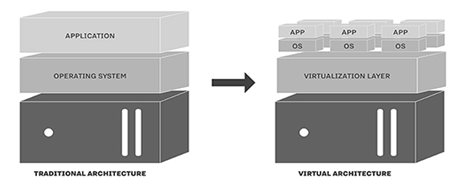 APPLICATION
OPERATING SYSTEM
TRADITIONAL ARCHITECTURE
APP APP APP
OS OS OS
VIRTUALIZATION LAYER
VIRTUAL ARCHITECTURE